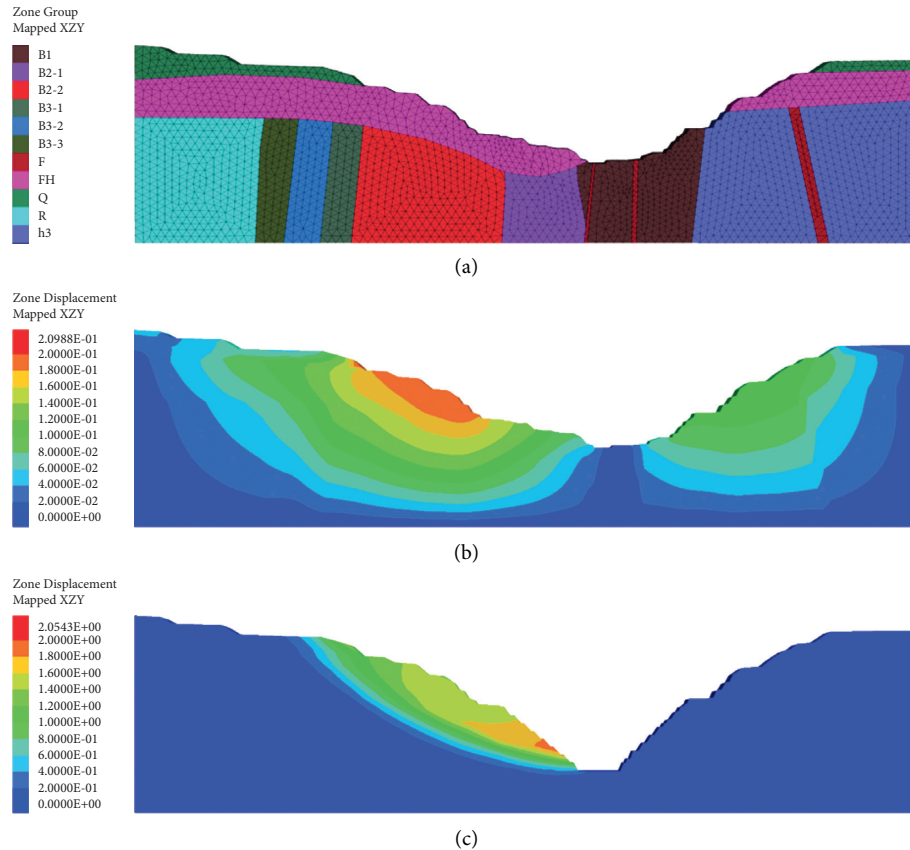 Zone Group
Mapped XZY
B1
B2-1
B2-2
B3-1
B3-2
B3-3
F
FH
Q
R
h3
(a)
Zone Displacement
Mapped XZY
2.0988E-01
2.0000E-01
1.8000E-01
1.6000E-01
1.4000E-01
1.2000E-01
1.0000E-01
8.0000E-02
6.0000E-02
4.0000E-02
2.0000E-02
0.0000E+00
(b)
Zone Displacement
Mapped XZY
2.0543E+00
2.0000E+00
1.8000E+00
1.6000E+00
1.4000E+00
1.2000E+00
1.0000E+00
8.0000E-01
6.0000E-01
4.0000E-01
2.0000E-01
0.0000E+00
(c)